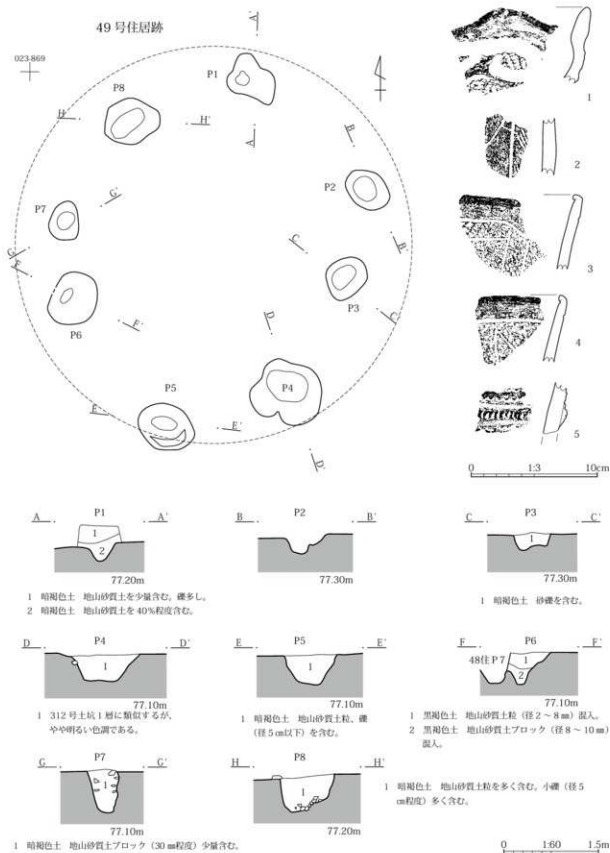 49号住居跡
023-869
A'
P1
P8
H
H'
A
B
P2
G'
P7
C
B'
G
F
P3
P6
D
F'
C'
P4
P5
E
E'
D'
1
2
3
4
5
0 1:3 10cm
A P1 A'
1
2
77.20m
1 暗褐色土 地山砂質土を少量含む。礫多し。
2 暗褐色土 地山砂質土を40%程度含む。
B P2 B'
77.30m
C P3 C'
1
77.30m
1 暗褐色土 砂礫を含む。
D P4 D'
1
77.10m
1 312号土坑1層に類似するが、
やや明るい色調である。
E P5 E'
1
77.10m
1 暗褐色土 地山砂質土粒、礫
(径5㎝以下)を含む。
F P6 F'
48住P7
1
2
77.10m
1 黒褐色土 地山砂質土粒(径2～8㎜)混入。
2 黒褐色土 地山砂質土ブロック(径8～10㎜)
混入。
G P7 G'
1
77.10m
1 暗褐色土 地山砂質土ブロック(30㎜程度)少量含む。
H P8 H'
1
77.20m
1 暗褐色土 地山砂質土粒を多く含む。小礫(径5
㎝程度)多く含む。
0 1:60 1.5m